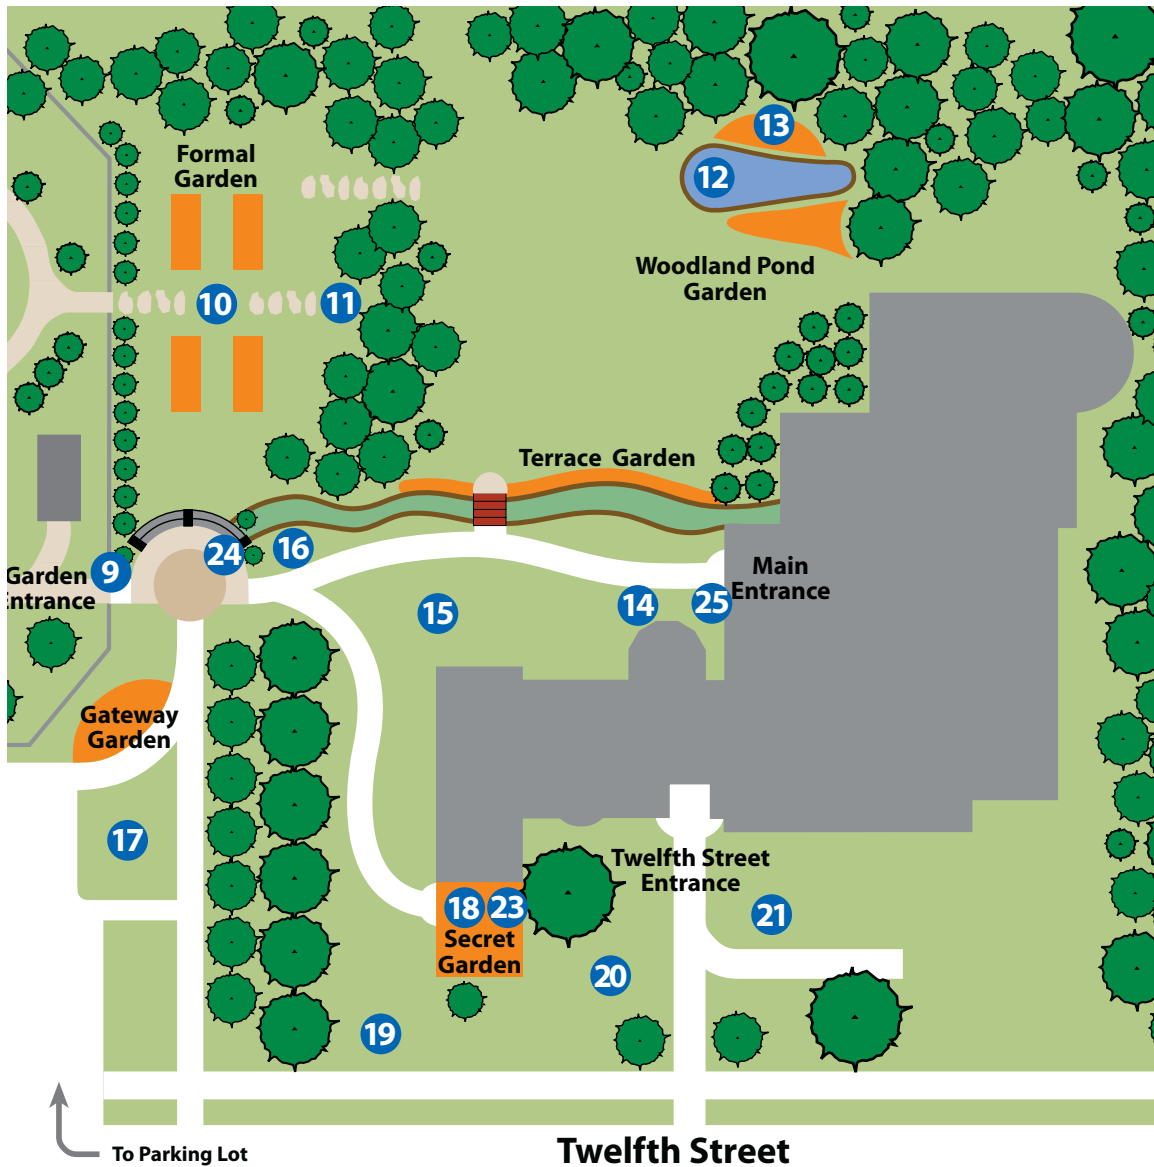 13
Formal
Garden
12
Woodland Pond
Garden
10
11
Terrace Garden
16
24
9
Garden
Entrance
Main
Entrance
14
25
15
Gateway
Garden
17
Twelfth Street
Entrance
18
23
21
Secret
Garden
20
19
To Parking Lot
Twelfth Street